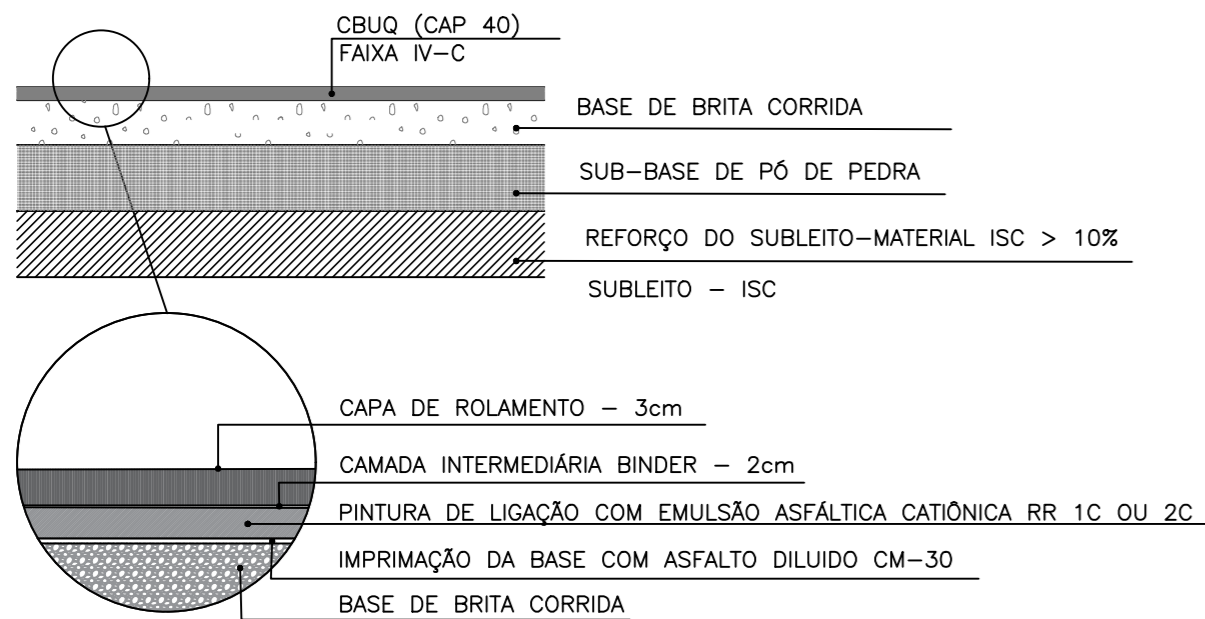 CBUQ (CAP 40)
FAIXA IV-C
BASE DE BRITA CORRIDA
SUB-BASE DE PÓ DE PEDRA
REFORÇO DO SUBLEITO-MATERIAL ISC > 10%
SUBLEITO - ISC
CAPA DE ROLAMENTO - 3cm
CAMADA INTERMEDIÁRIA BINDER - 2cm
PINTURA DE LIGAÇÃO COM EMULSÃO ASFÁLTICA CATIÔNICA RR 1C OU 2C
IMPRIMAÇÃO DA BASE COM ASFALTO DILUIDO CM-30
BASE DE BRITA CORRIDA